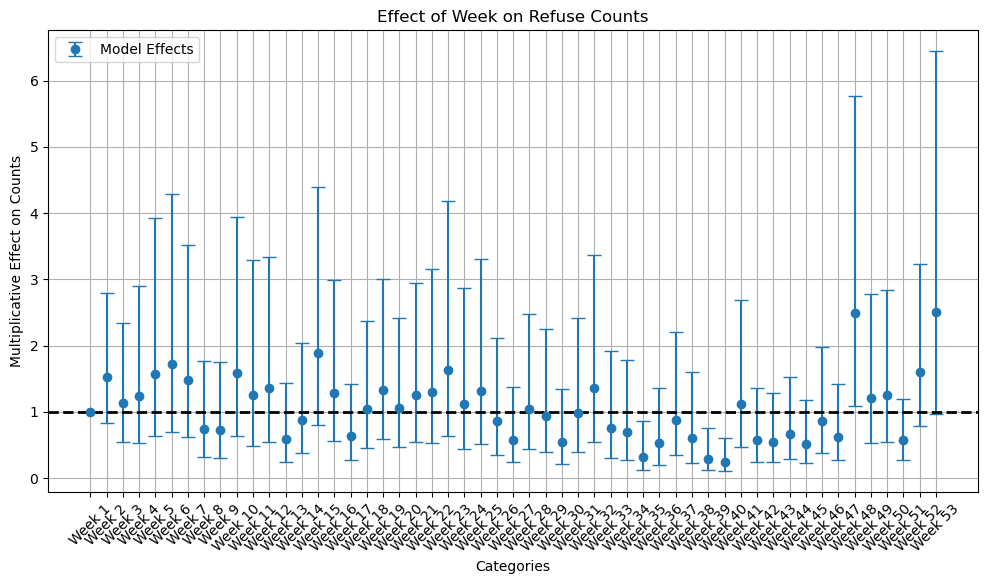 Effect of Week on Refuse Counts
Model Effects
Multiplicative Effect on Counts
6
5
4
3
2
1
0
Week 1
Week 2
Week 3
Week 4
Week 5
Week 6
Week 7
Week 8
Week 9
Week 10
Week 11
Week 12
Week 13
Week 14
Week 15
Week 16
Week 17
Week 18
Week 19
Week 20
Week 21
Week 22
Week 23
Week 24
Week 25
Week 26
Week 27
Week 28
Week 29
Week 30
Week 31
Week 32
Week 33
Week 34
Week 35
Week 36
Week 37
Week 38
Week 39
Week 40
Week 41
Week 42
Week 43
Week 44
Week 45
Week 46
Week 47
Week 48
Week 49
Week 50
Week 51
Week 52
Week 53
Categories